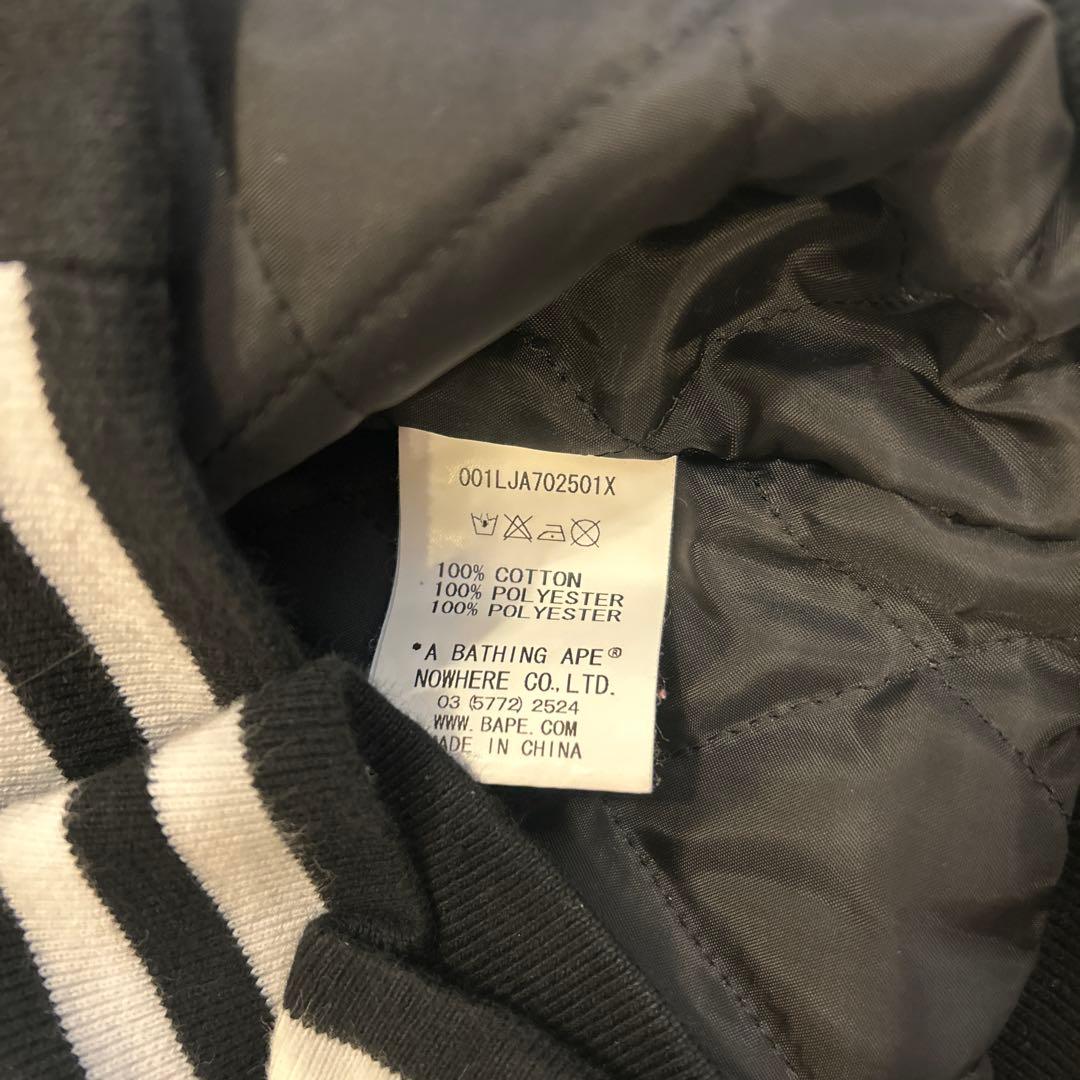 001LJA702501X
100% COTTON
100% POLYESTER
100% POLYESTER
*A BATHING APE®
NOWHERE CO., LTD.
03 (5772) 2524
WWW. BAPE. COM
ADE IN CHINA